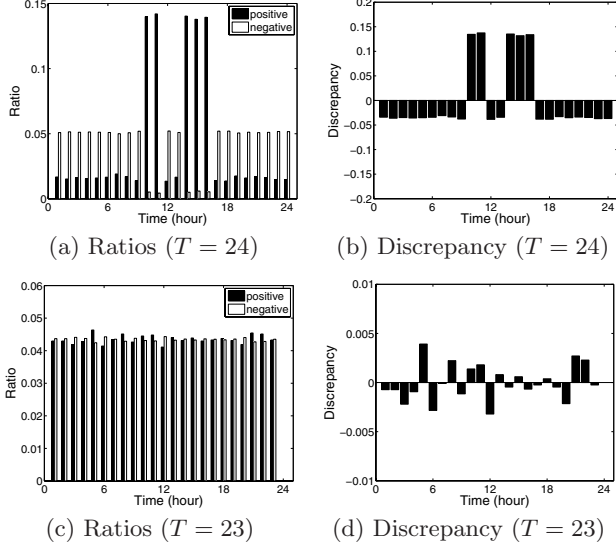 0.15
0.1
0.05
0
Ratio
positive
negative
0 6 12 18 24
Time (hour)
(a) Ratios (T = 24)
0.2
0.15
0.1
0.05
0
−0.05
−0.1
−0.15
−0.2
Discrepancy
0 6 12 18 24
Time (hour)
(b) Discrepancy (T = 24)
0.06
0.05
0.04
0.03
0.02
0.01
0
Ratio
positive
negative
0 6 12 18 24
Time (hour)
(c) Ratios (T = 23)
0.01
0.005
0
−0.005
−0.01
Discrepancy
0 6 12 18 24
Time (hour)
(d) Discrepancy (T = 23)